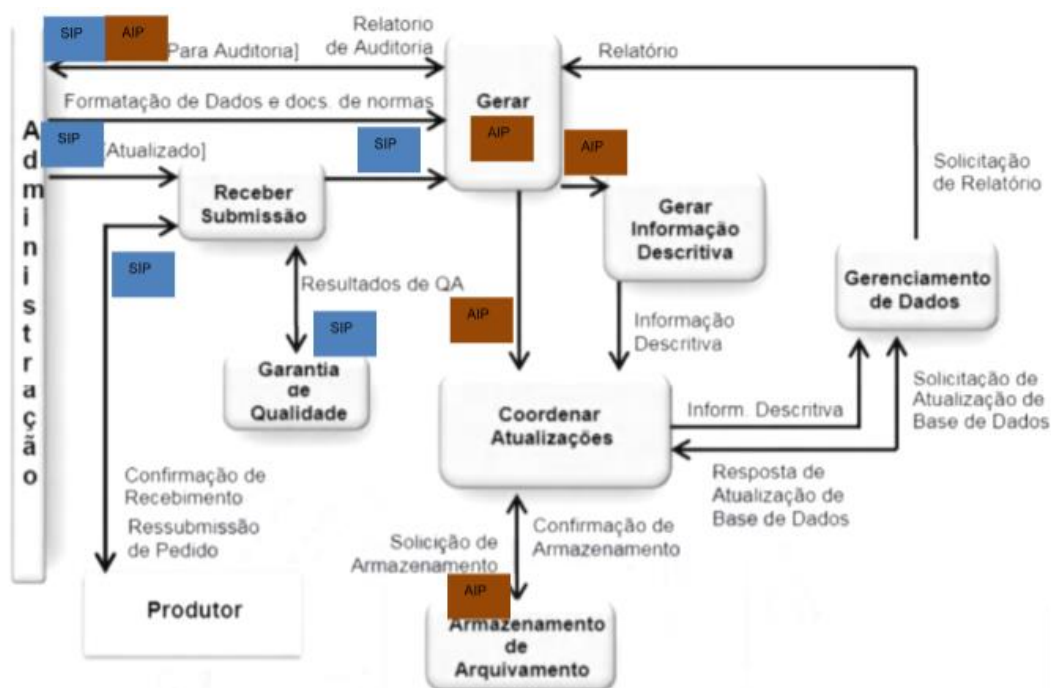 SIP
AIP
[Para Auditoria]
Relatorio
de Auditoria
Relatório
Formatação de Dados e docs. de normas
Gerar
AIP
SIP
[Atualizado]
SIP
AIP
Administração
Receber
Submissão
Gerar
Informação
Descritiva
Solicitação
de Relatório
SIP
Resultados de QA
Gerenciamento
de Dados
SIP
AIP
Informação
Descritiva
Garantia
de
Qualidade
Coordenar
Atualizações
Inform. Descritiva
Solicitação de
Atualização de
Base de Dados
Confirmação de
Recebimento
Ressubmissão
de Pedido
Resposta de
Atualização de
Base de Dados
Solicição de
Armazenamento
Confirmação de
Armazenamento
Produtor
AIP
Armazenamento
de
Arquivamento